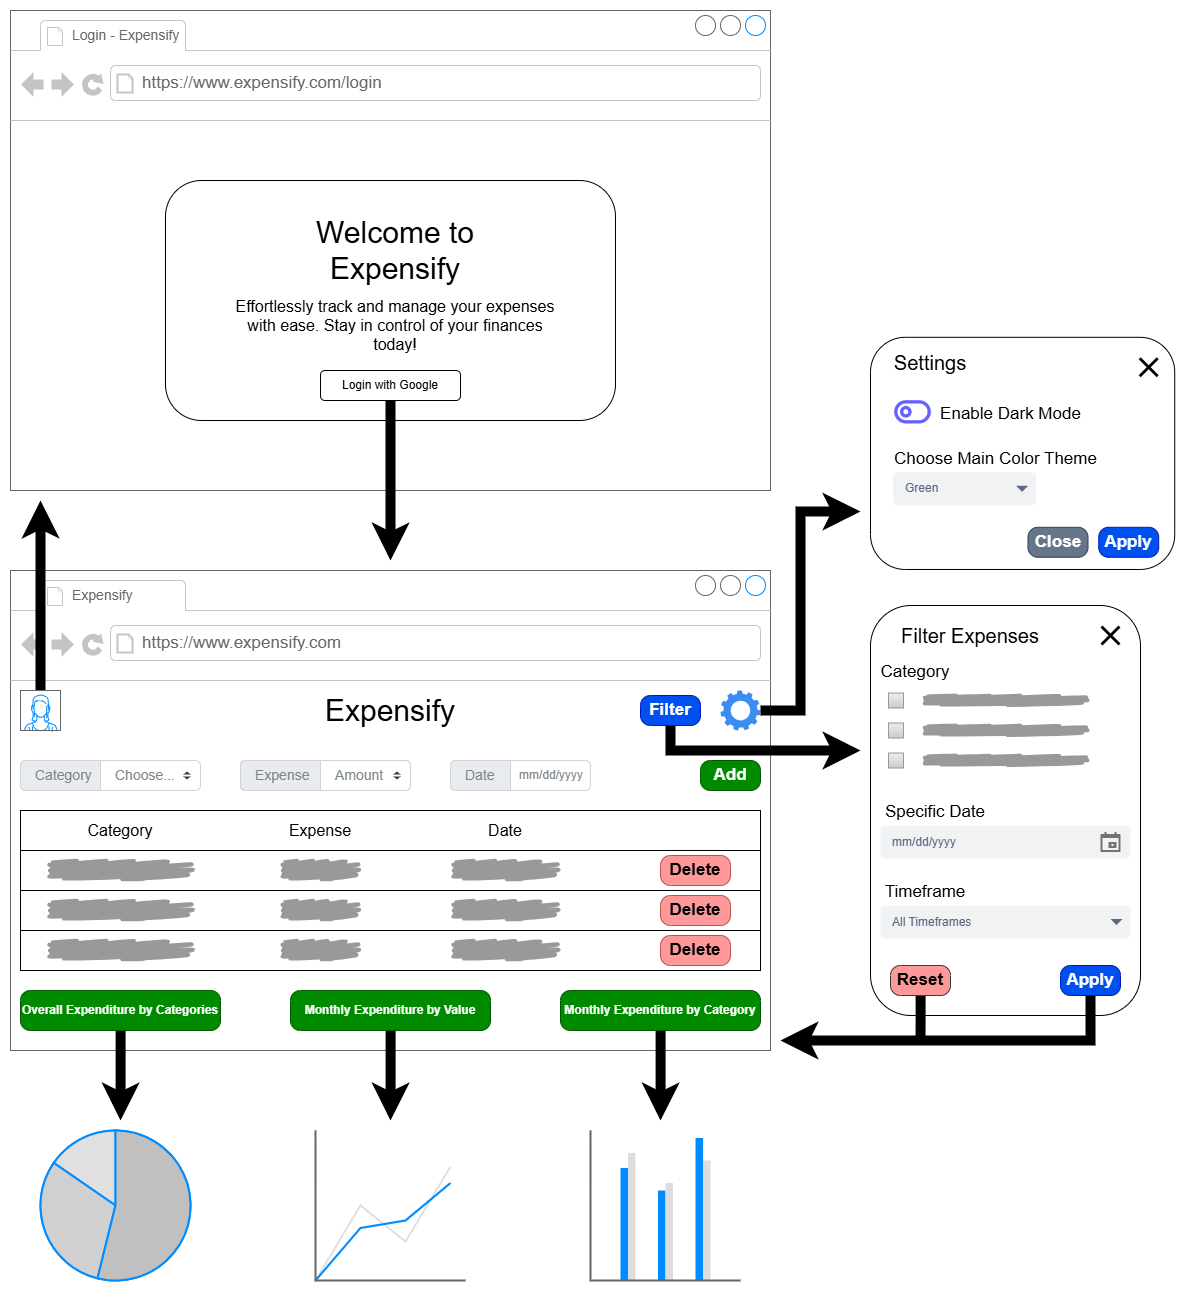 Login - Expensify
https://www.expensify.com/login
Welcome to
Expensify
Effortlessly track and manage your expenses
with ease. Stay in control of your finances
today!
Login with Google
Expensify
https://www.expensify.com
Expensify
Filter
Category Choose... Expense Amount Date mm/dd/yyyy Add
Category Expense Date
Delete
Delete
Delete
Overall Expenditure by Categories Monthly Expenditure by Value Monthly Expenditure by Category
Settings
Enable Dark Mode
Choose Main Color Theme
Green
Close Apply
Filter Expenses
Category
Specific Date
mm/dd/yyyy
Timeframe
All Timeframes
Reset Apply